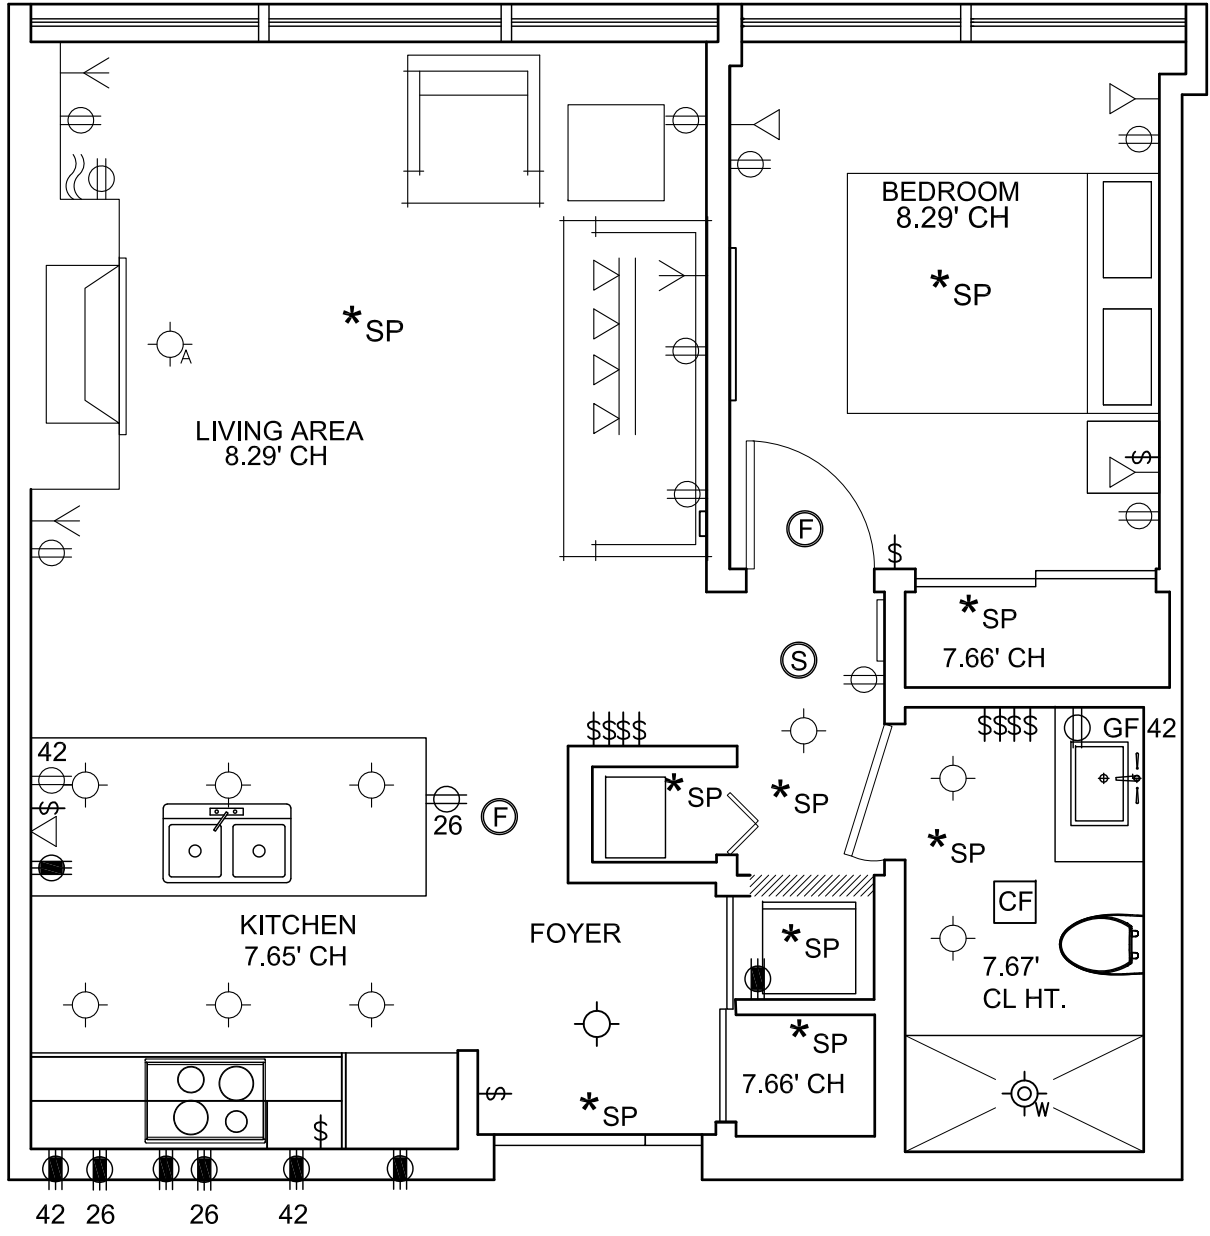 BEDROOM
8.29' CH
*SP
*SP
A
LIVING AREA
8.29' CH
$
F
$
*SP
7.66' CH
S
$$$$
$$$$
GF 42
42
$
26
F
*SP
*SP
*SP
CF
KITCHEN
7.65' CH
FOYER
*SP
7.67'
CL HT.
*SP
7.66' CH
W
$
*SP
$
42
26
26
42